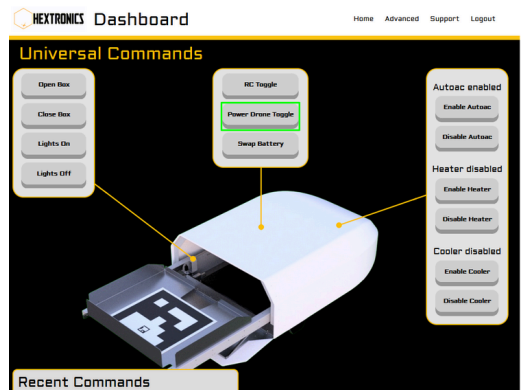 HEXTRONICS Dashboard
Home Advanced Support Logout
Universal Commands
Open Box
Close Box
Lights On
Lights Off
RC Toggle
Power Drone Toggle
Swap Battery
Autoac enabled
Enable Autoac
Disable Autoac
Heater disabled
Enable Heater
Disable Heater
Cooler disabled
Enable Cooler
Disable Cooler
Recent Commands